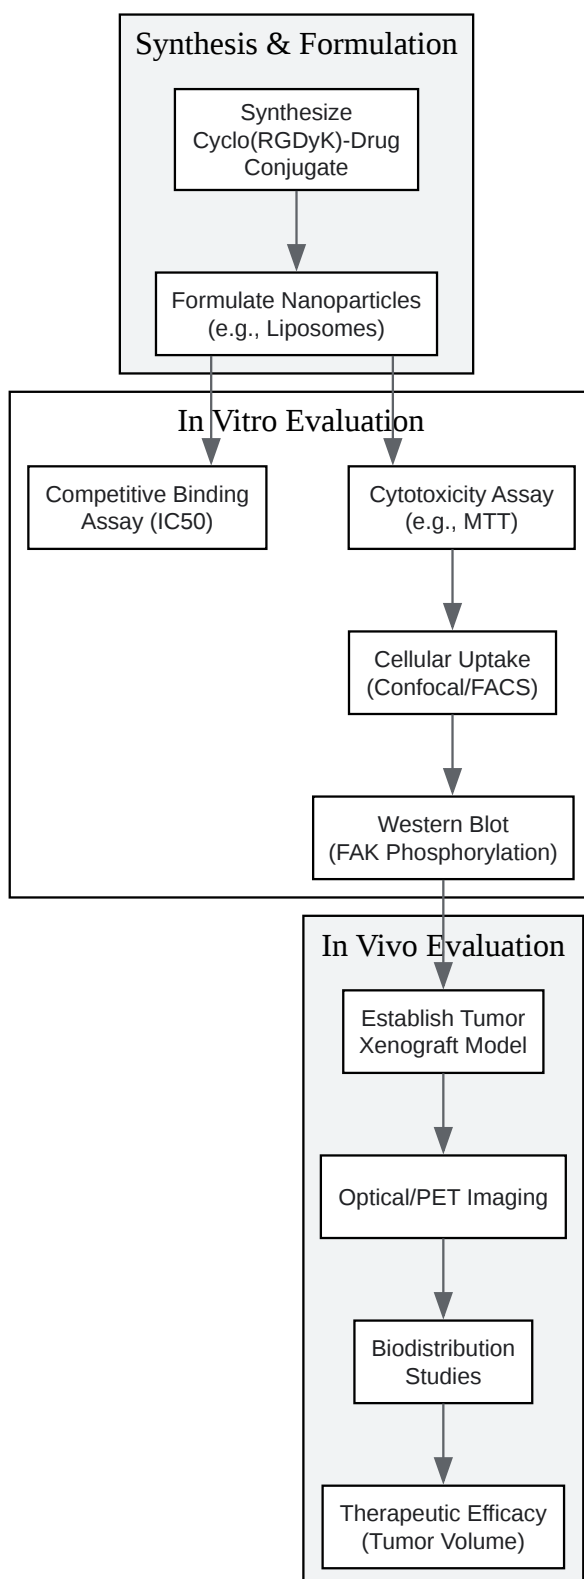 Synthesis & Formulation
Synthesize
Cyclo(RGDyK)-Drug
Conjugate
Formulate Nanoparticles
(e.g., Liposomes)
In Vitro Evaluation
Competitive Binding
Assay (IC50)
Cytotoxicity Assay
(e.g., MTT)
Cellular Uptake
(Confocal/FACS)
Western Blot
(FAK Phosphorylation)
In Vivo Evaluation
Establish Tumor
Xenograft Model
Optical/PET Imaging
Biodistribution
Studies
Therapeutic Efficacy
(Tumor Volume)